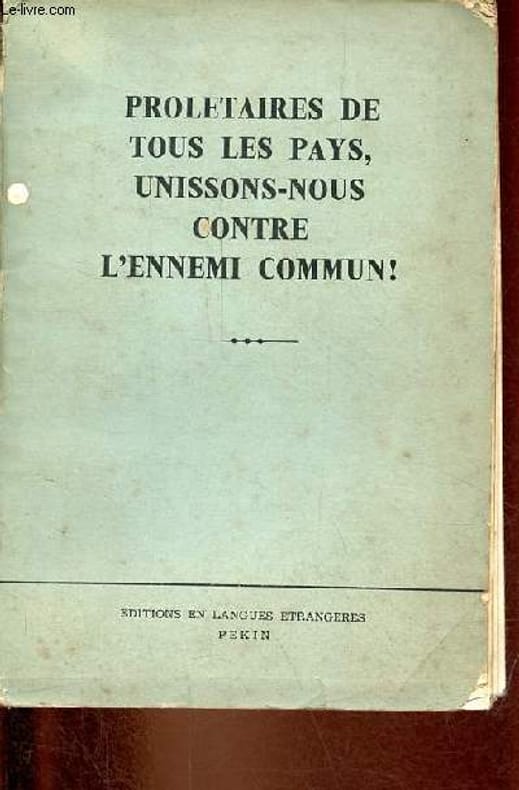 Le-livre.com
PROLETAIRES DE
TOUS LES PAYS,
UNISSONS-NOUS
CONTRE
L'ENNEMI COMMUN!
EDITIONS EN LANGUES ETRANGERES
PEKIN